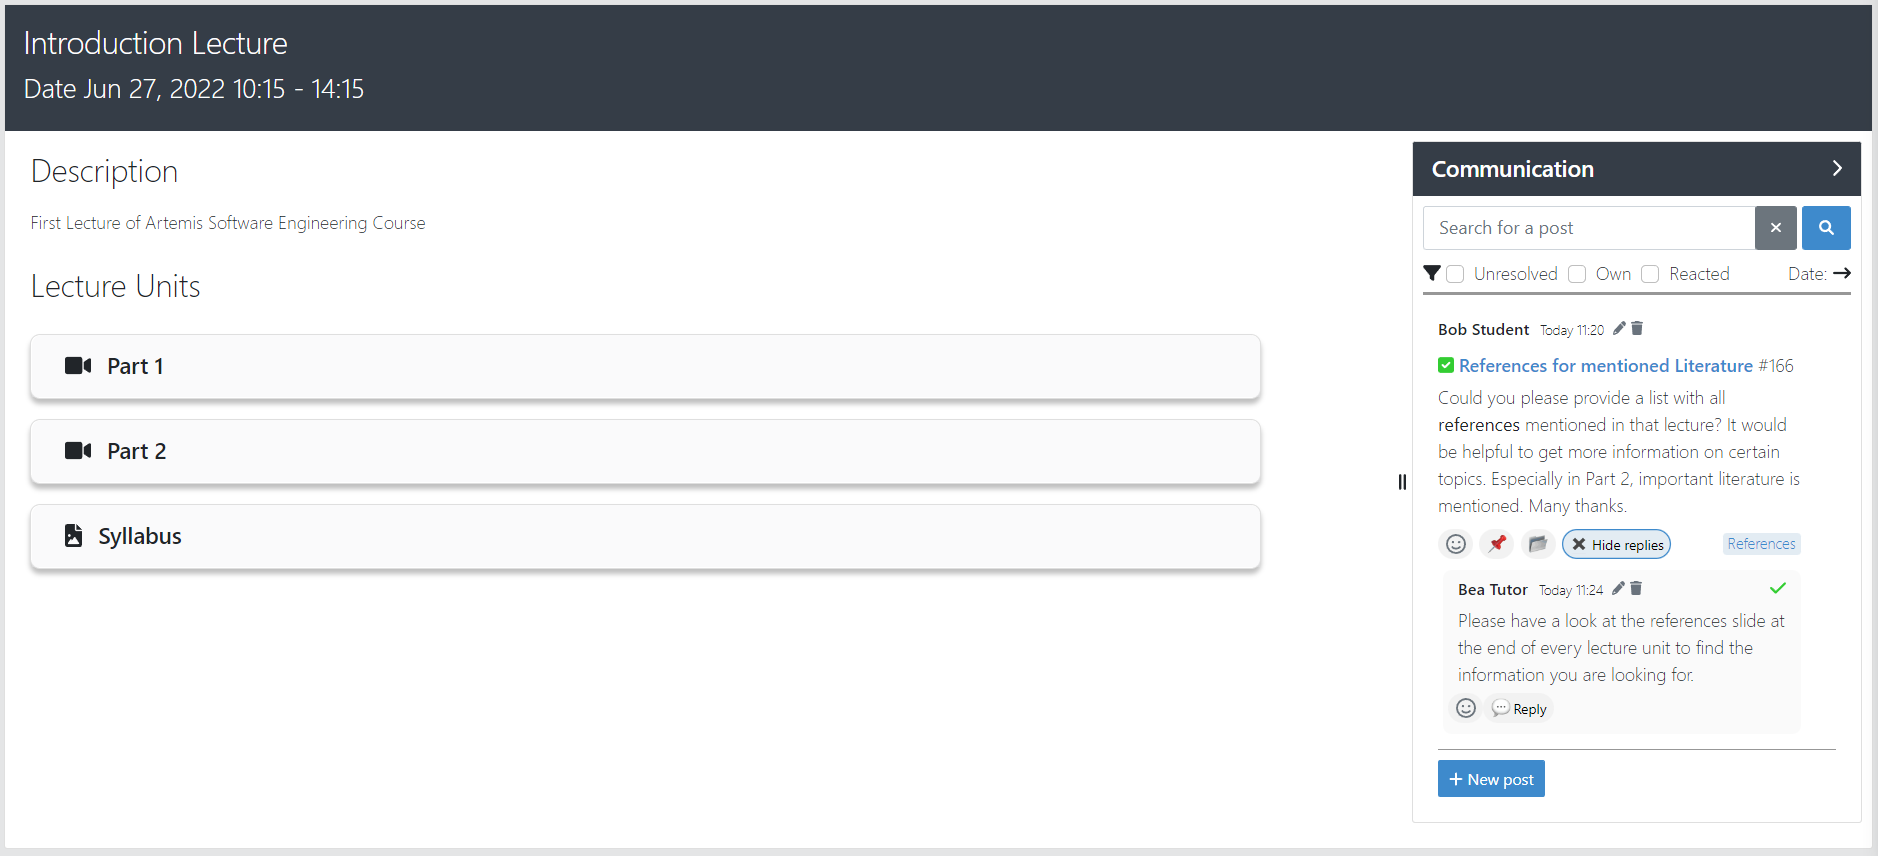 Introduction Lecture
Date Jun 27, 2022 10:15 - 14:15
Description
First Lecture of Artemis Software Engineering Course
Lecture Units
Part 1
Part 2
Syllabus
Communication
Search for a post
Unresolved Own Reacted Date:
Bob Student Today 11:20
References for mentioned Literature #166
Could you please provide a list with all
references mentioned in that lecture? It would
be helpful to get more information on certain
topics. Especially in Part 2, important literature is
mentioned. Many thanks.
Hide replies References
Bea Tutor Today 11:24
Please have a look at the references slide at
the end of every lecture unit to find the
information you are looking for.
Reply
New post